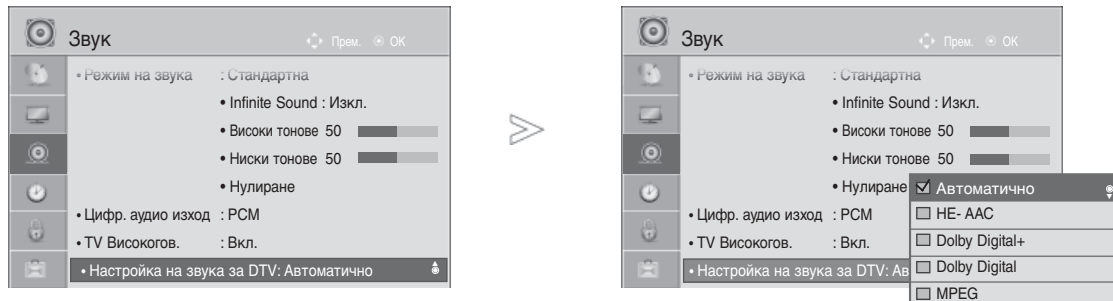 Звук
Прем. OK
• Режим на звука : Стандартна
• Infinite Sound : Изкл.
• Високи тонове 50
• Ниски тонове 50
• Нулиране
• Цифр. аудио изход : PCM
• TV Високогов. : Вкл.
• Настройка на звука за DTV: Автоматично
Звук
Прем. OK
• Режим на звука : Стандартна
• Infinite Sound : Изкл.
• Високи тонове 50
• Ниски тонове 50
• Нулиране
• Цифр. аудио изход : PCM
• TV Високогов. : Вкл.
• Настройка на звука за DTV: Ав
Автоматично
HE- AAC
Dolby Digital+
Dolby Digital
MPEG